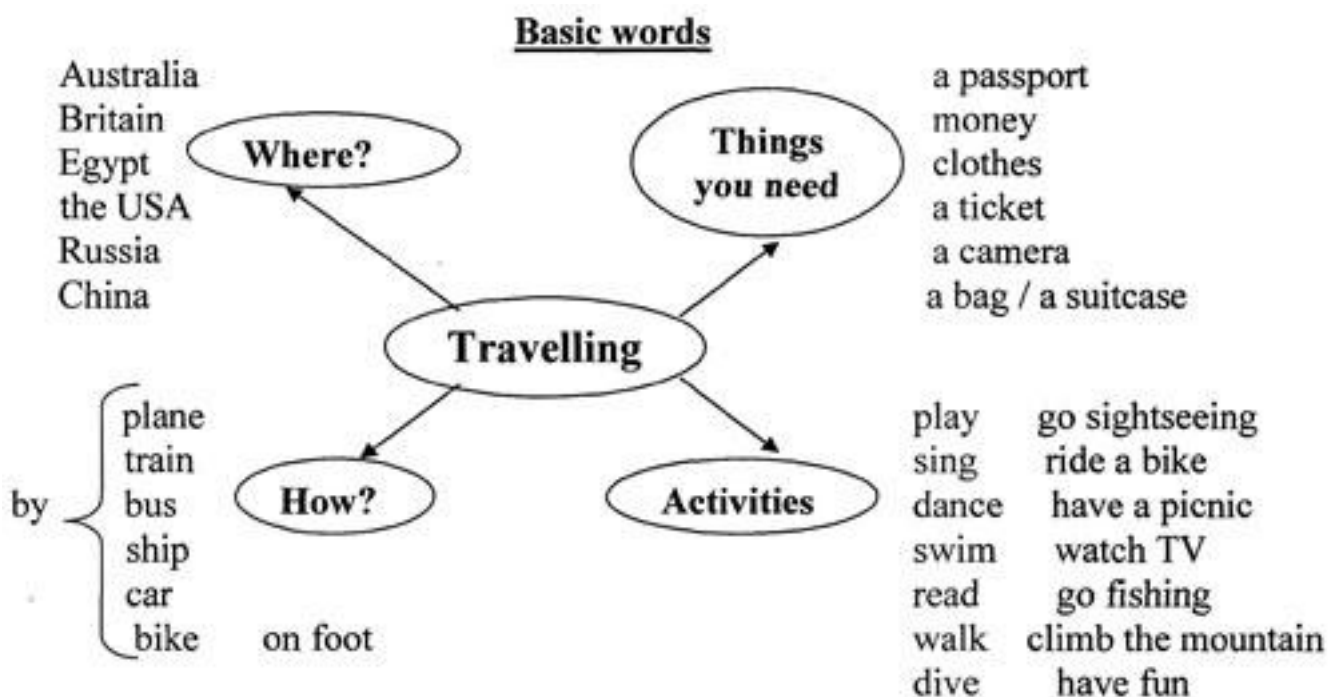 Basic words
Australia
Britain
Egypt
the USA
Russia
China
Where?
Things
you need
a passport
money
clothes
a ticket
a camera
a bag / a suitcase
Travelling
by
plane
train
bus
ship
car
bike on foot
How?
Activities
play go sightseeing
sing ride a bike
dance have a picnic
swim watch TV
read go fishing
walk climb the mountain
dive have fun